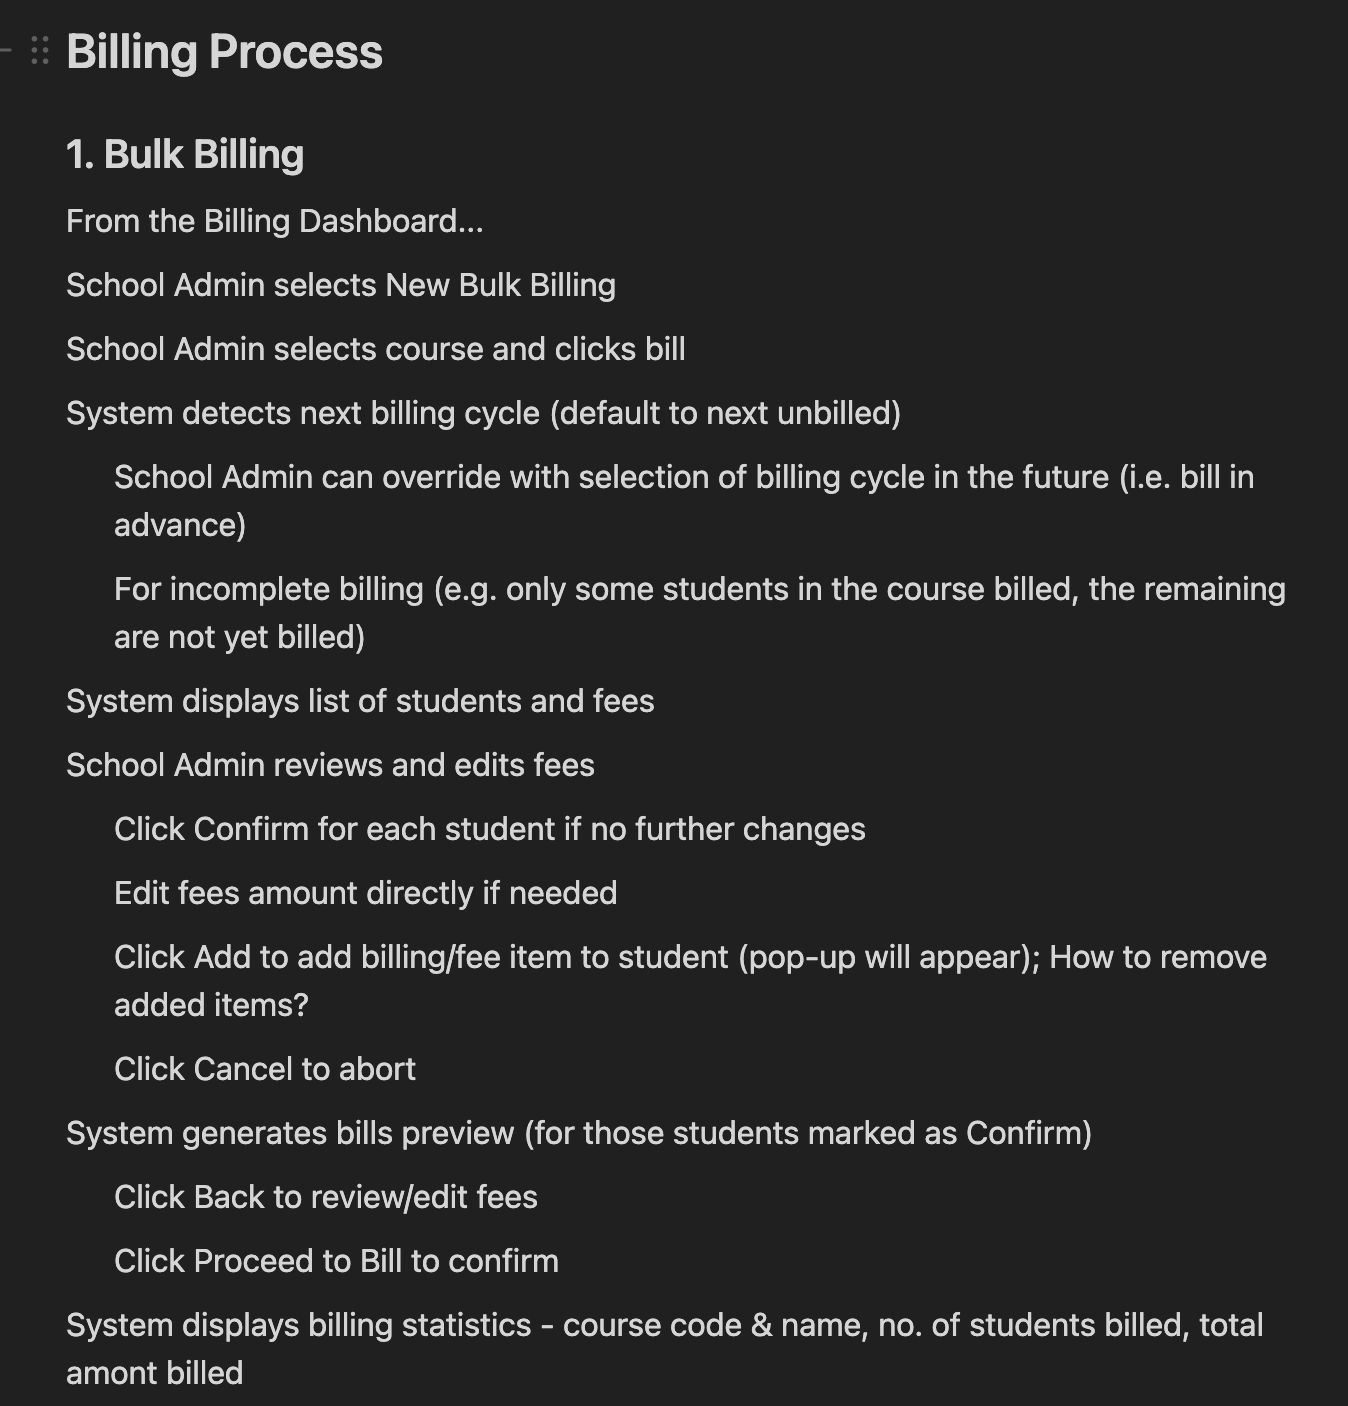 Billing Process
1. Bulk Billing
From the Billing Dashboard...
School Admin selects New Bulk Billing
School Admin selects course and clicks bill
System detects next billing cycle (default to next unbilled)
School Admin can override with selection of billing cycle in the future (i.e. bill in
advance)
For incomplete billing (e.g. only some students in the course billed, the remaining
are not yet billed)
System displays list of students and fees
School Admin reviews and edits fees
Click Confirm for each student if no further changes
Edit fees amount directly if needed
Click Add to add billing/fee item to student (pop-up will appear); How to remove
added items?
Click Cancel to abort
System generates bills preview (for those students marked as Confirm)
Click Back to review/edit fees
Click Proceed to Bill to confirm
System displays billing statistics - course code & name, no. of students billed, total
amont billed